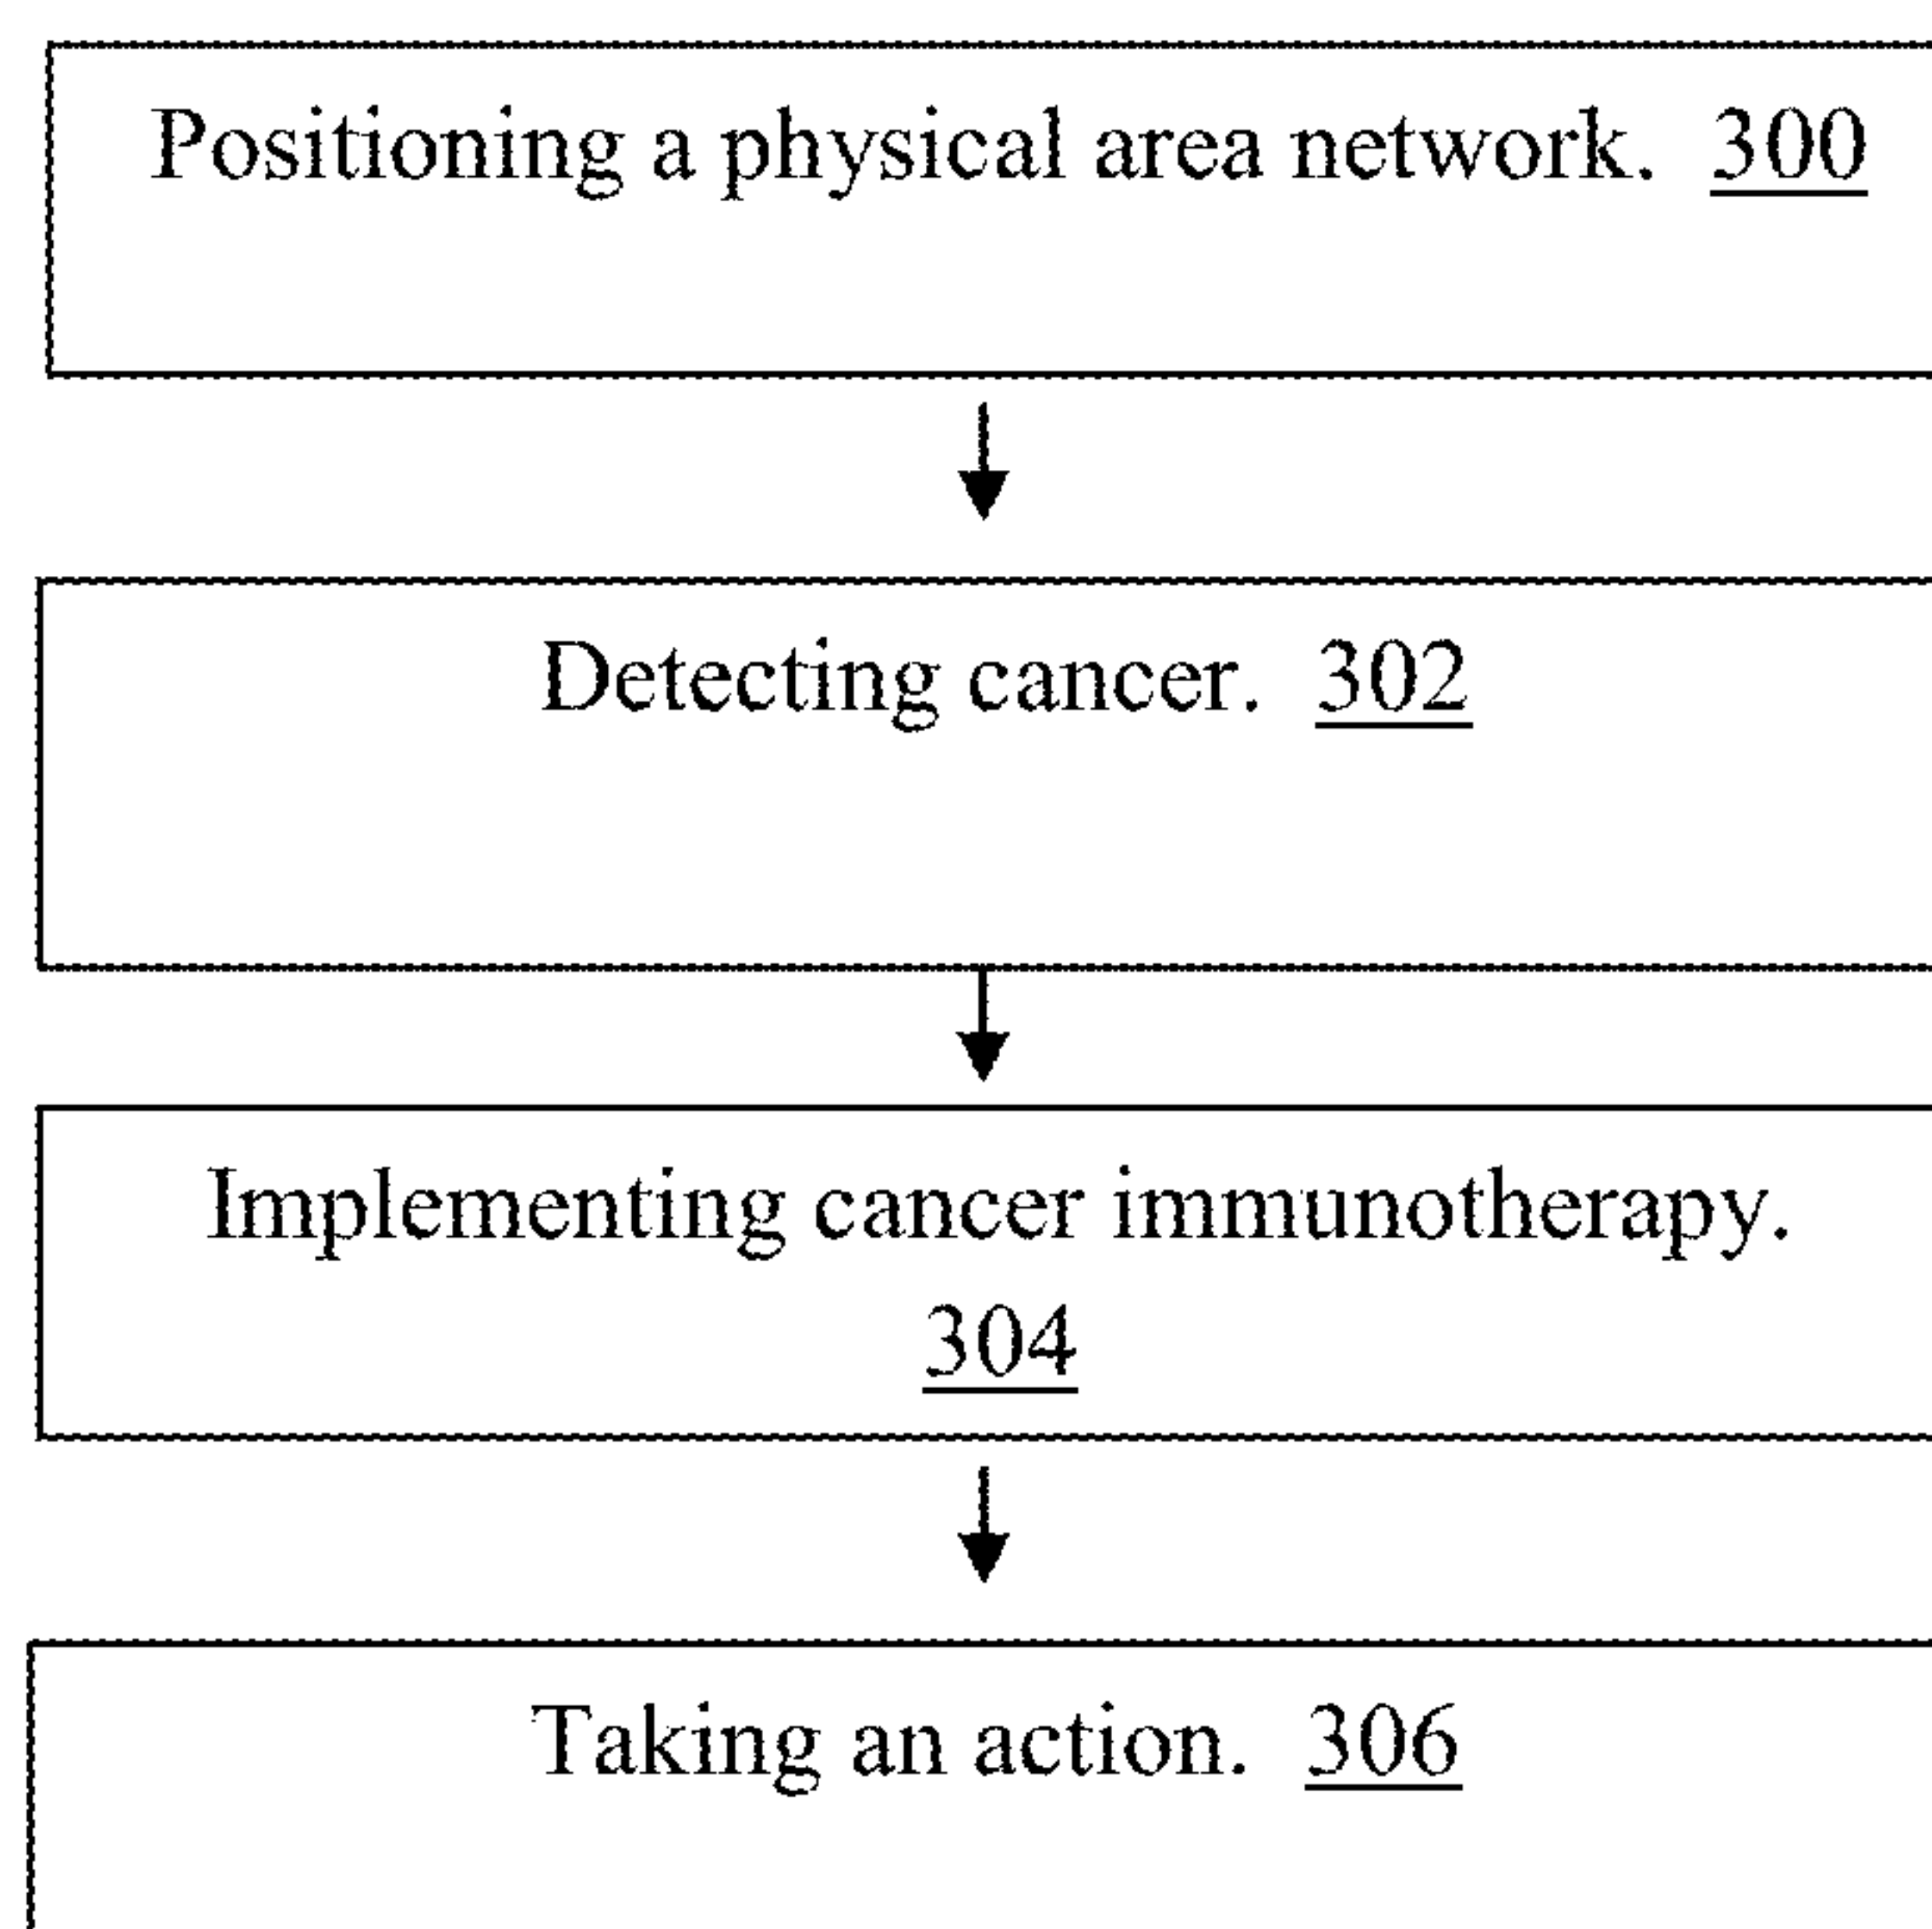 Positioning a physical area network. 300
Detecting cancer. 302
Implementing cancer immunotherapy.
304
Taking an action. 306